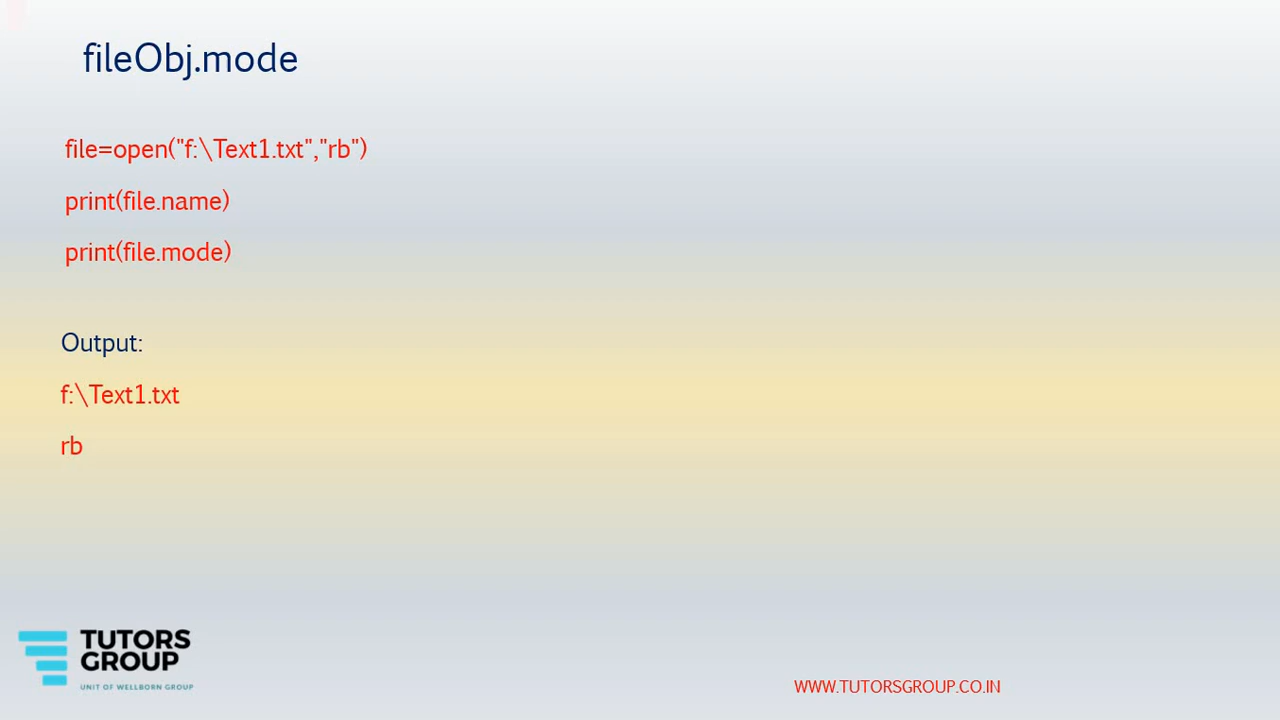 fileObj.mode
file=open("f:\Text1.txt","rb")
print(file.name)
print(file.mode)
Output:
f:\Text1.txt
rb
TUTORS
GROUP
UNIT OF WELLBORN GROUP
WWW.TUTORSGROUP.CO.IN